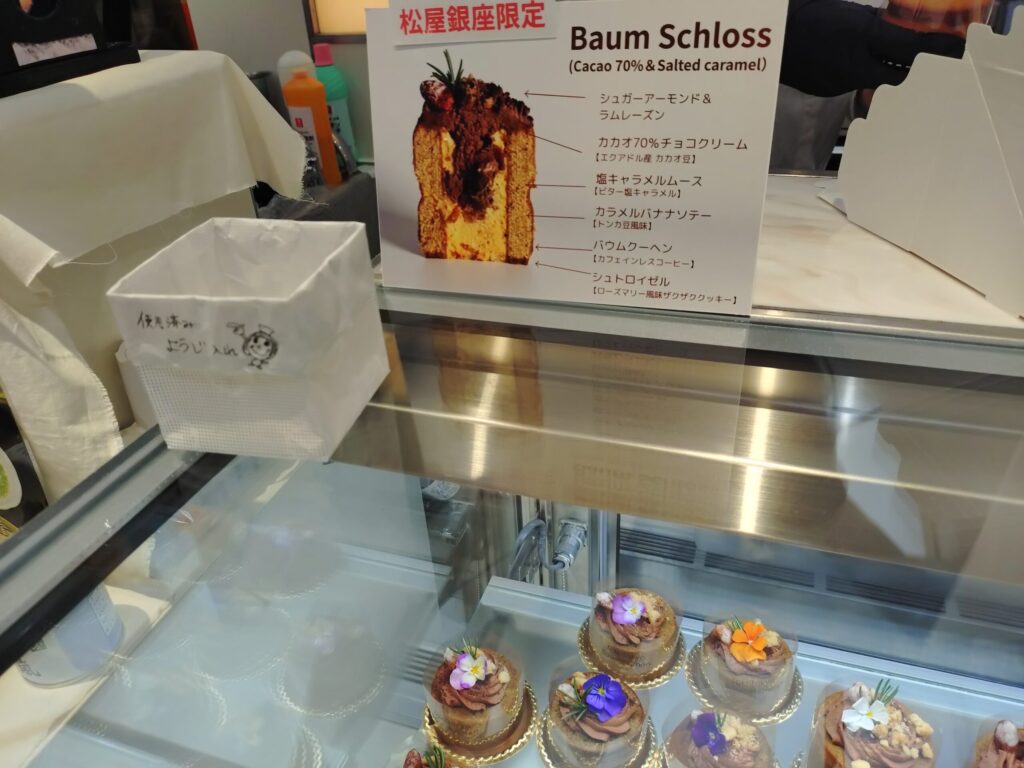 松屋銀座限定
Baum Schloss
(Cacao 70%&Salted caramel)
シュガーアーモンド&
ラムレーズン
カカオ70%チョコクリーム
【エクアドル産 カカオ豆】
塩キャラメルムース
【ビター塩キャラメル】
カラメルバナナソテー
【トンカ豆風味】
バウムクーヘン
【カフェインレスコーヒー】
シュトロイゼル
【ローズマリー風味ザクザククッキー】
使用済み
ようじ入れ